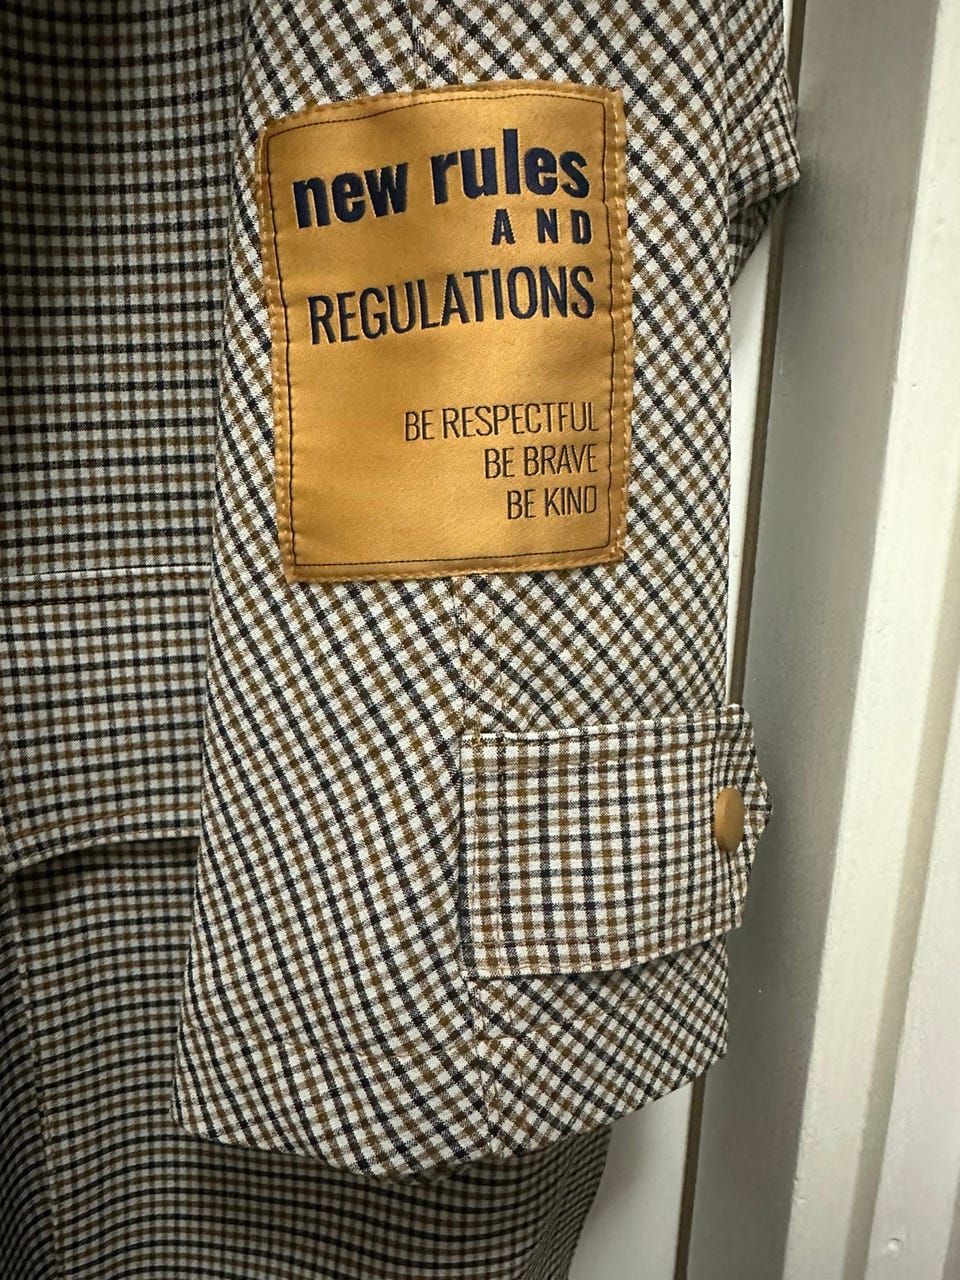 new rules
AND
REGULATIONS
BE RESPECTFUL
BE BRAVE
BE KIND